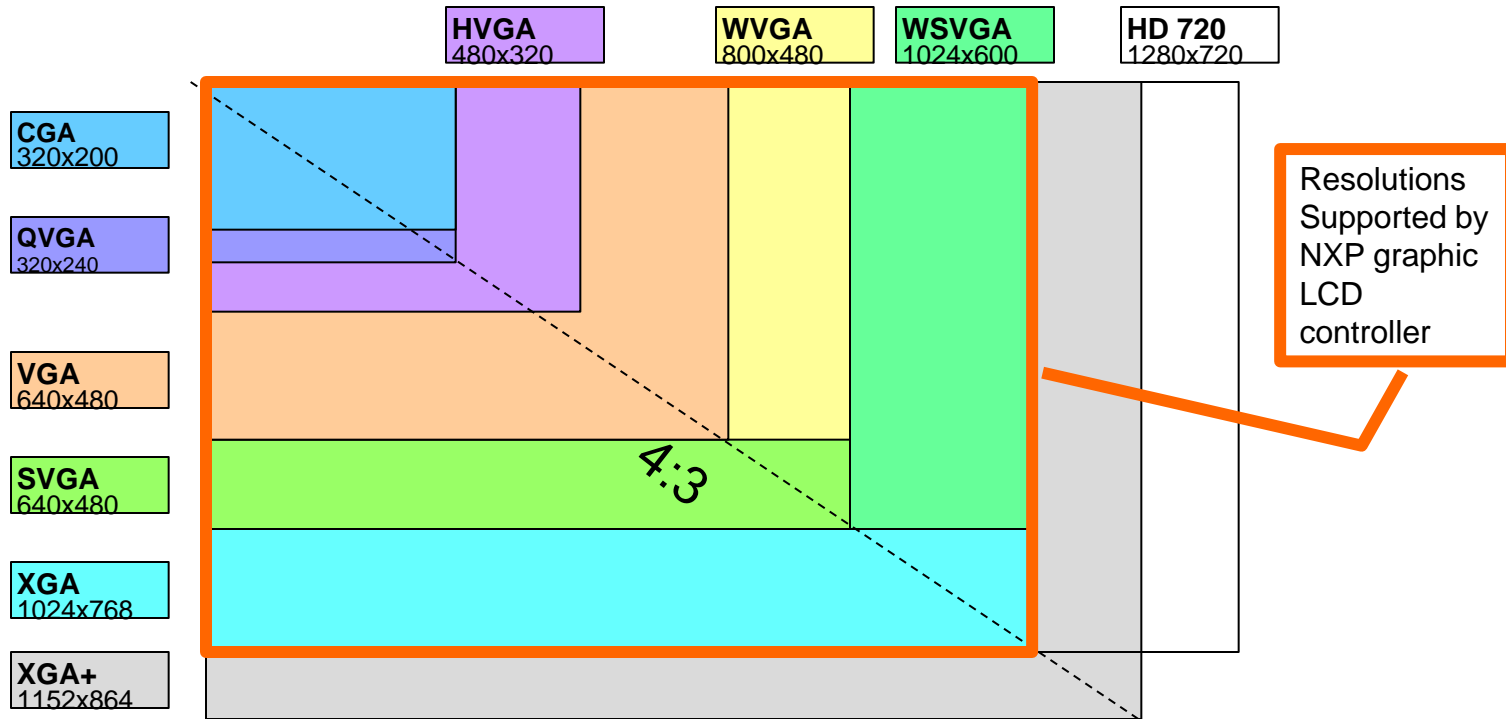 HVGA
480x320
WVGA
800x480
WSVGA
1024x600
HD 720
1280x720
CGA
320x200
QVGA
320x240
VGA
640x480
SVGA
640x480
XGA
1024x768
XGA+
1152x864
4:3
Resolutions
Supported by
NXP graphic
LCD
controller